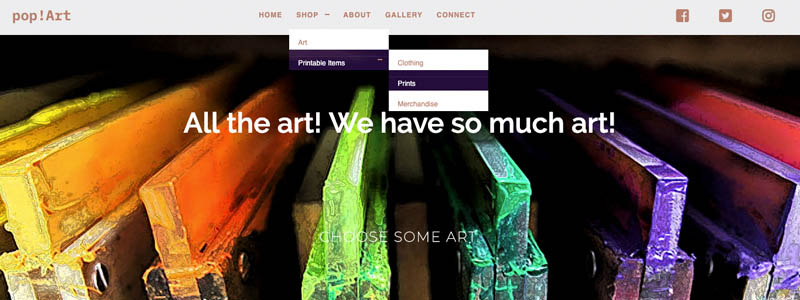 pop!Art
HOME SHOP ABOUT GALLERY CONNECT
Art
Printable Items
Clothing
Prints
Merchandise
All the art! We have so much art!
CHOOSE SOME ART